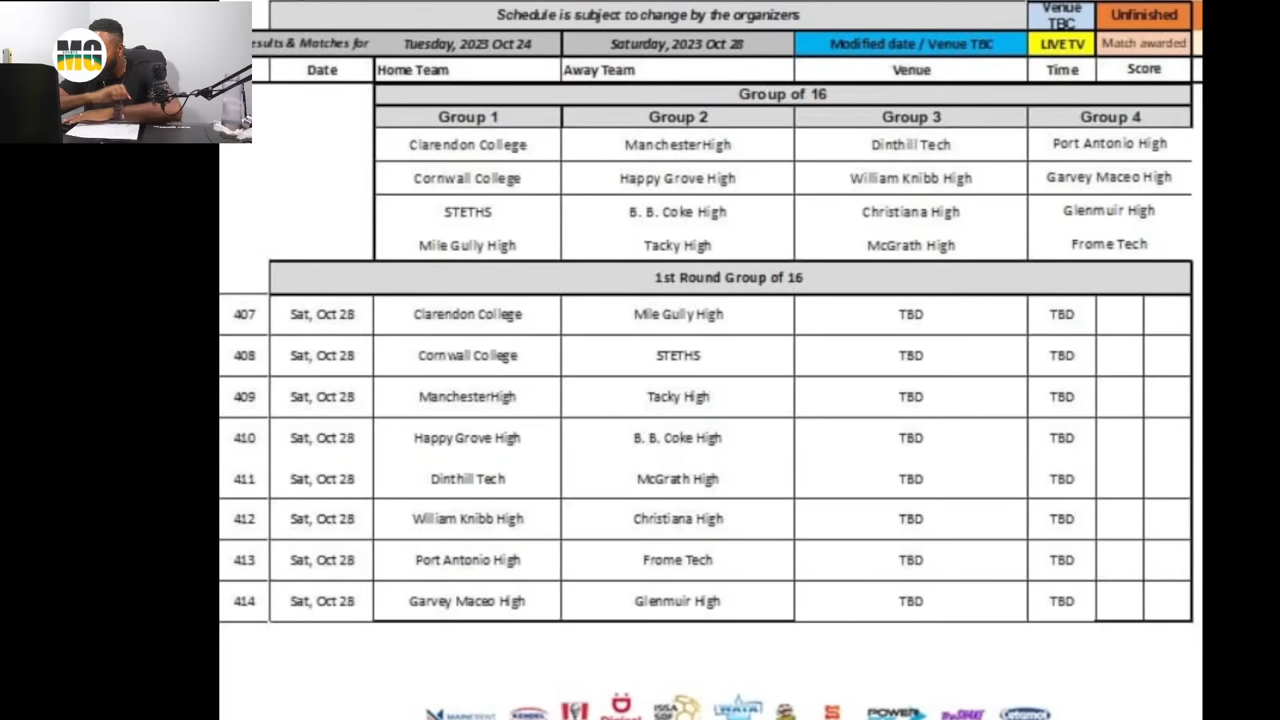 Schedule is subject to change by the organizers
Venue TBC
Unfinished
esults & Matches for
Tuesday, 2023 Oct 24
Saturday, 2023 Oct 28
Modified date / Venue TBC
LIVE TV
Match awarded
Date
Home Team
Away Team
Venue
Time
Score
Group of 16
Group 1 Group 2 Group 3 Group 4
Clarendon College ManchesterHigh Dinthill Tech Port Antonio High
Cornwall College Happy Grove High William Knibb High Garvey Maceo High
STETHS B. B. Coke High Christiana High Glenmuir High
Mile Gully High Tacky High McGrath High Frome Tech
1st Round Group of 16
407 Sat, Oct 28 Clarendon College Mile Gully High TBD TBD
408 Sat, Oct 28 Cornwall College STETHS TBD TBD
409 Sat, Oct 28 ManchesterHigh Tacky High TBD TBD
410 Sat, Oct 28 Happy Grove High B. B. Coke High TBD TBD
411 Sat, Oct 28 Dinthill Tech McGrath High TBD TBD
412 Sat, Oct 28 William Knibb High Christiana High TBD TBD
413 Sat, Oct 28 Port Antonio High Frome Tech TBD TBD
414 Sat, Oct 28 Garvey Maceo High Glenmuir High TBD TBD
MG
Digicel
ISSA
WATA
POWER